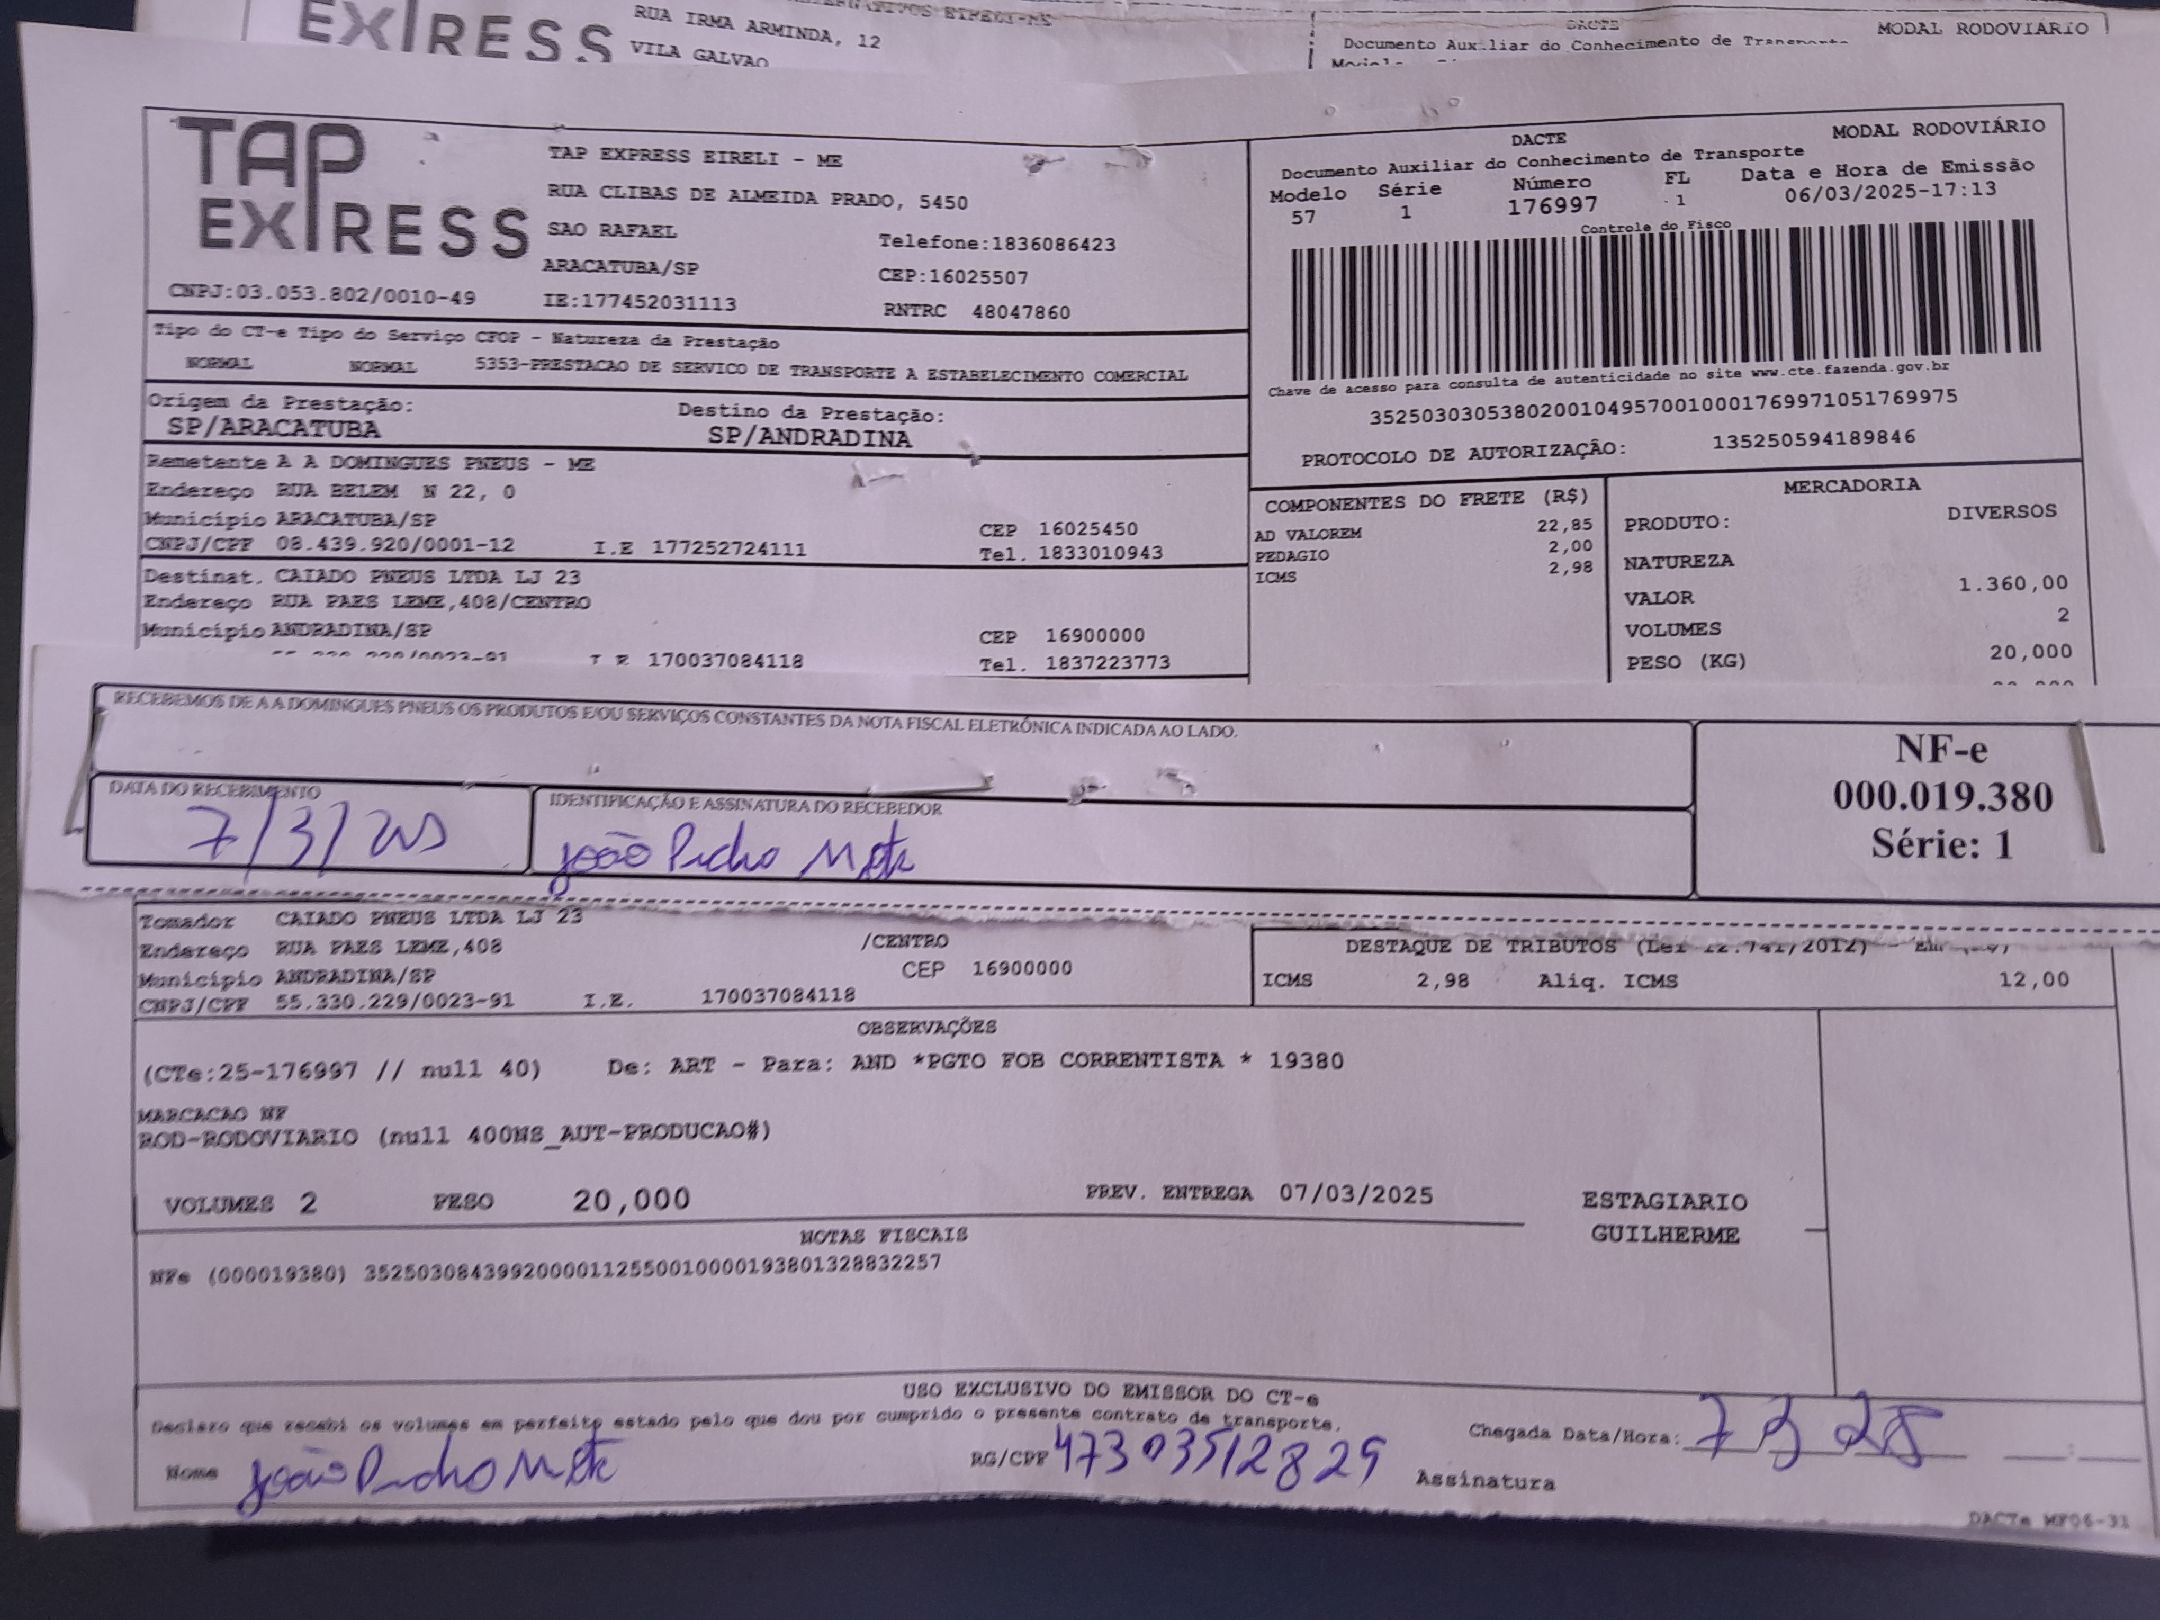 EXPRESS
RUA IRMA ARMINDA, 12
VILA GALVAO
DACTE
MODAL RODOVIÁRIO
Documento Auxiliar do Conhecimento de Transporte
TAP
EXPRESS
CNPJ:03.053.802/0010-49
TAP EXPRESS EIRELI - ME
RUA CLIBAS DE ALMEIDA PRADO, 5450
SAO RAFAEL
Telefone:1836086423
ARACATUBA/SP
CEP:16025507
IE:177452031113
RNTRC 48047860
DACTE
MODAL RODOVIÁRIO
Documento Auxiliar do Conhecimento de Transporte
Modelo Série Número FL Data e Hora de Emissão
57 1 176997 1 06/03/2025-17:13
Controle do Fisco
Chave de acesso para consulta de autenticidade no site www.cte.fazenda.gov.br
35250303053802001049570010001769971051769975
PROTOCOLO DE AUTORIZAÇÃO: 135250594189846
Tipo do CT-e Tipo do Serviço CFOP - Natureza da Prestação
NORMAL NORMAL 5353-PRESTACAO DE SERVICO DE TRANSPORTE A ESTABELECIMENTO COMERCIAL
Origem da Prestação: Destino da Prestação:
SP/ARACATUBA SP/ANDRADINA
Remetente A A DOMINGUES PNEUS - ME
Endereço RUA BELEM N 22, 0
Município ARACATUBA/SP CEP 16025450
CNPJ/CPF 08.439.920/0001-12 I.E 177252724111 Tel. 1833010943
Destinat. CAIADO PNEUS LTDA LJ 23
Endereço RUA PAES LEME,408/CENTRO
Município ANDRADINA/SP CEP 16900000
55.330.229/0023-91 I E 170037084118 Tel. 1837223773
COMPONENTES DO FRETE (R$)
AD VALOREM 22,85
PEDAGIO 2,00
ICMS 2,98
MERCADORIA
PRODUTO: DIVERSOS
NATUREZA
VALOR 1.360,00
VOLUMES 2
PESO (KG) 20,000
RECEBEMOS DE A A DOMINGUES PNEUS OS PRODUTOS E/OU SERVIÇOS CONSTANTES DA NOTA FISCAL ELETRÔNICA INDICADA AO LADO.
DATA DO RECEBIMENTO
7/3/
IDENTIFICAÇÃO E ASSINATURA DO RECEBEDOR
João Pedro
NF-e
000.019.380
Série: 1
Tomador CAIADO PNEUS LTDA LJ 23
Endereço RUA PAES LEME,408 /CENTRO
Município ANDRADINA/SP CEP 16900000
CNPJ/CPF 55.330.229/0023-91 I.E. 170037084118
DESTAQUE DE TRIBUTOS (Lei 12.741/2012) -
ICMS 2,98 Aliq. ICMS 12,00
OBSERVAÇÕES
(CTe:25-176997 // null 40) De: ART - Para: AND *PGTO FOB CORRENTISTA * 19380
MARCACAO NF
ROD-RODOVIARIO (null 400NS_AUT-PRODUCAO#)
VOLUMES 2 PESO 20,000 PREV. ENTREGA 07/03/2025
ESTAGIARIO
GUILHERME
NOTAS FISCAIS
NFe (000019380) 35250308439920000112550010000193801328832257
USO EXCLUSIVO DO EMISSOR DO CT-e
Declaro que recebi os volumes em perfeito estado pelo que dou por cumprido o presente contrato de transporte.
Nome João Pedro
RG/CPF 47303512829
Chegada Data/Hora: 7 3 25
Assinatura